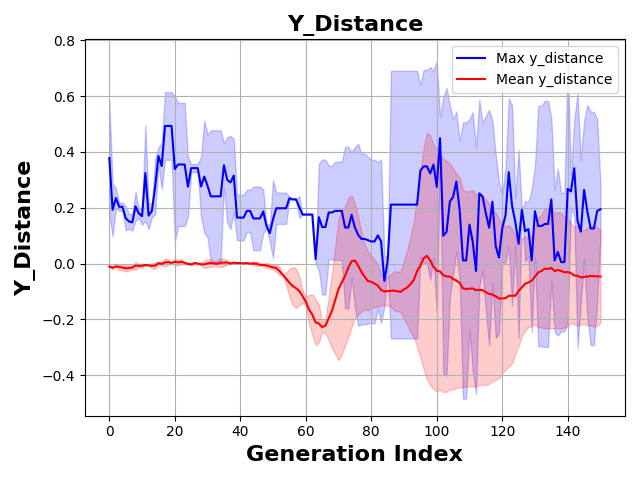 Y_Distance
Max y_distance
Mean y_distance
0.8
0.6
0.4
0.2
0.0
−0.2
−0.4
Y_Distance
0 20 40 60 80 100 120 140
Generation Index